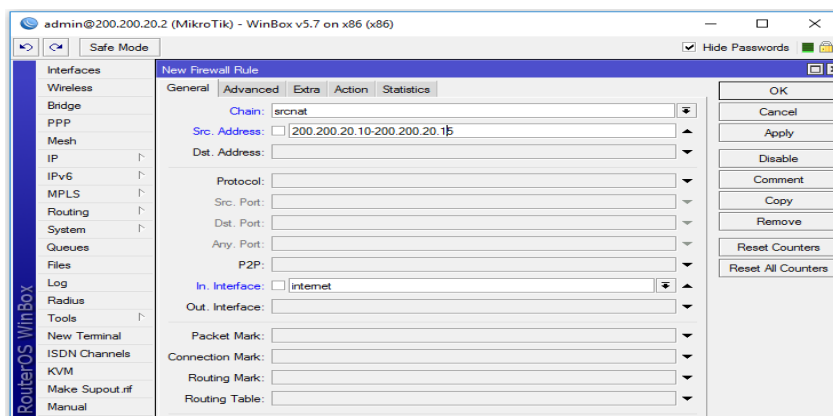 admin@200.200.20.2 (MikroTik) - WinBox v5.7 on x86 (x86)
Safe Mode
Hide Passwords
Interfaces
Wireless
Bridge
PPP
Mesh
IP
IPv6
MPLS
Routing
System
Queues
Files
Log
Radius
Tools
New Terminal
ISDN Channels
KVM
Make Supout.rif
Manual
RouterOS WinBox
New Firewall Rule
General Advanced Extra Action Statistics
Chain: srcnat
Src. Address: 200.200.20.10-200.200.20.15
Dst. Address:
Protocol:
Src. Port:
Dst. Port:
Any. Port:
P2P:
In. Interface: internet
Out. Interface:
Packet Mark:
Connection Mark:
Routing Mark:
Routing Table:
OK
Cancel
Apply
Disable
Comment
Copy
Remove
Reset Counters
Reset All Counters